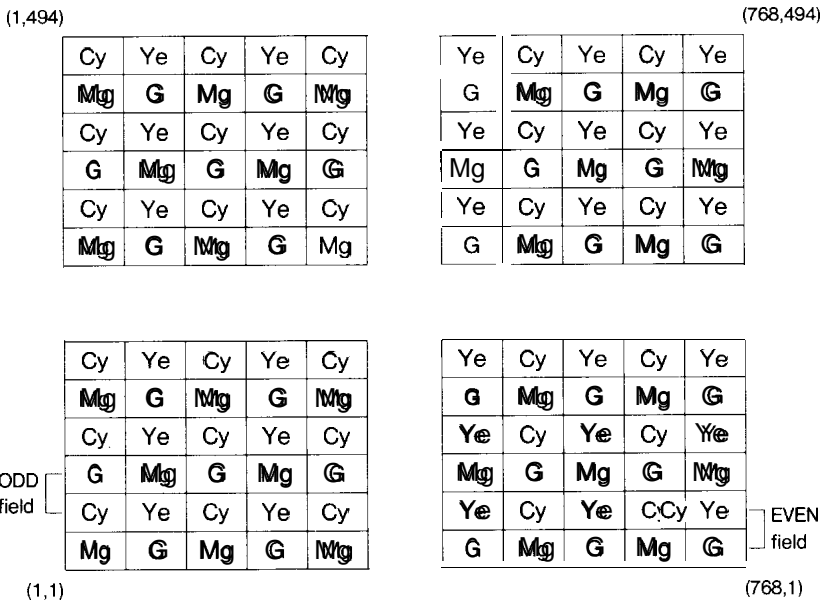 (1,494) (768,494)
Cy Ye Cy Ye Cy Ye Cy Ye Cy Ye
Mg G Mg G Mg G Mg G Mg G
Cy Ye Cy Ye Cy Ye Cy Ye Cy Ye
G Mg G Mg G Mg G Mg G Mg
Cy Ye Cy Ye Cy Ye Cy Ye Cy Ye
Mg G Mg G Mg G Mg G Mg G
Cy Ye Cy Ye Cy Ye Cy Ye Cy Ye
Mg G Mg G Mg G Mg G Mg G
Cy Ye Cy Ye Cy Ye Cy Ye Cy Ye
ODD G Mg G Mg G Mg G Mg G Mg
field Cy Ye Cy Ye Cy Ye Cy Ye Cy Ye EVEN
Mg G Mg G Mg G Mg G Mg G field
(1,1) (768,1)